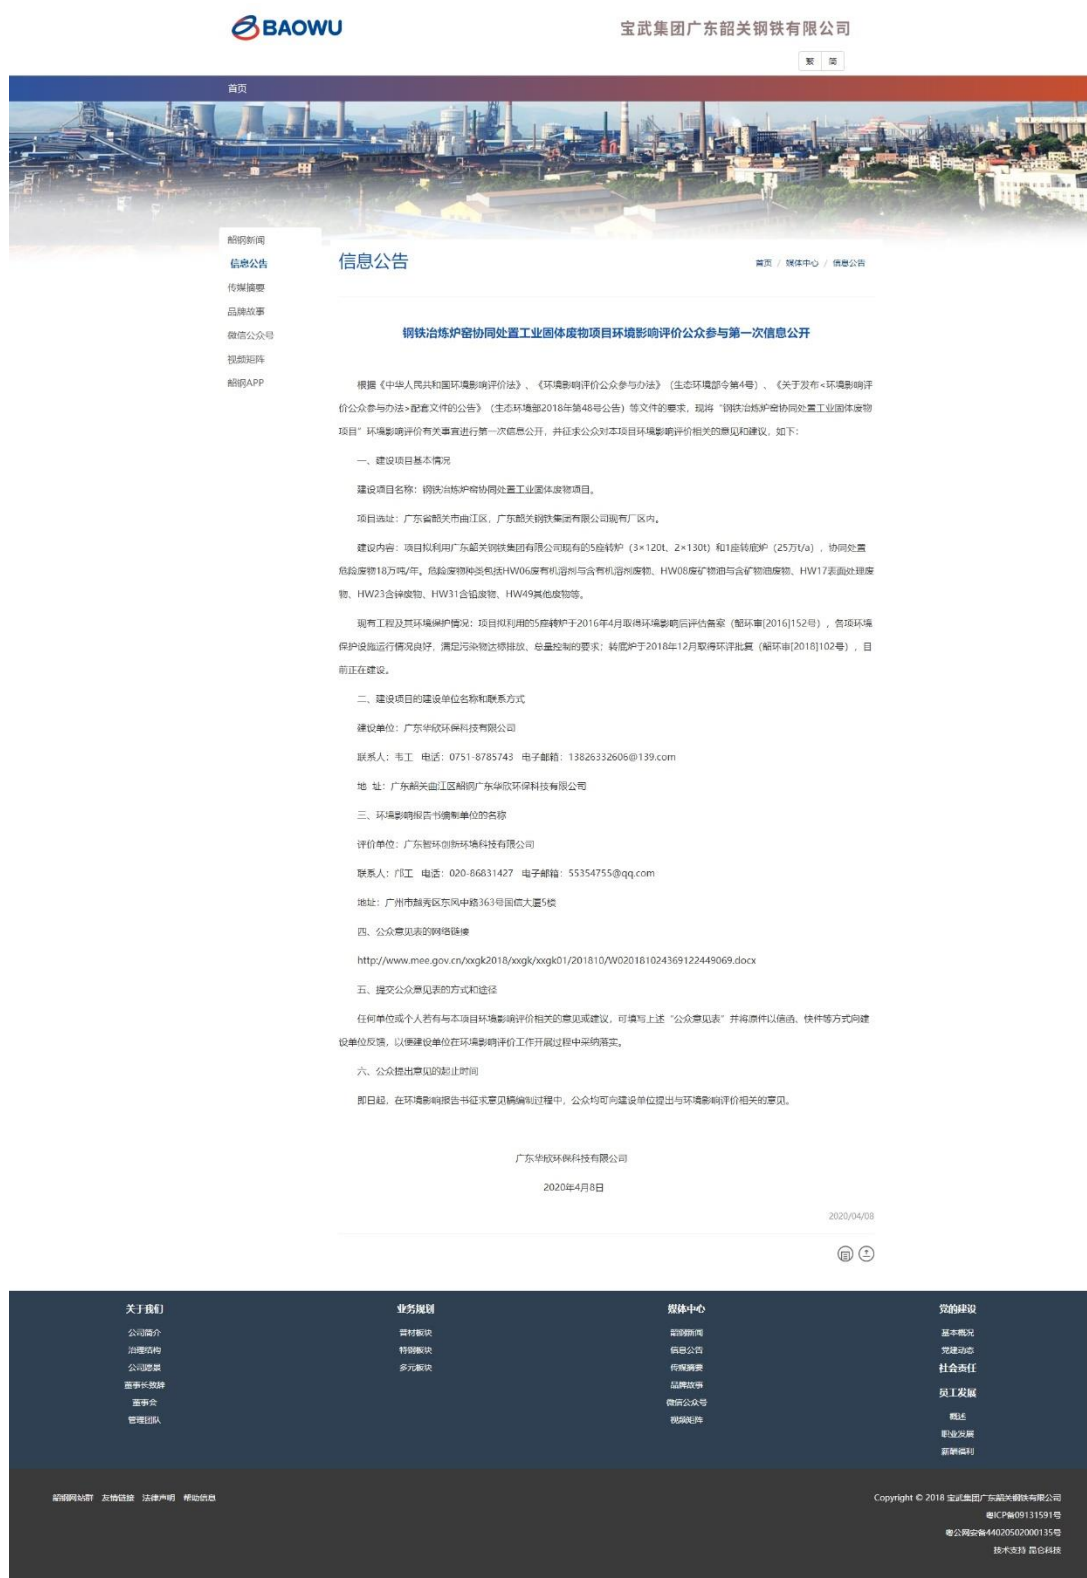 BAOWU
宝武集团广东韶关钢铁有限公司
繁 简
首页
韶钢新闻
信息公告
传媒摘要
品牌故事
微信公众号
视频矩阵
韶钢APP
信息公告
首页 / 媒体中心 / 信息公告
钢铁冶炼炉窑协同处置工业固体废物项目环境影响评价公众参与第一次信息公开
根据《中华人民共和国环境影响评价法》、《环境影响评价公众参与办法》（生态环境部令第4号）、《关于发布<环境影响评
价公众参与办法>配套文件的公告》（生态环境部2018年第48号公告）等文件的要求，现将“钢铁冶炼炉窑协同处置工业固体废物
项目”环境影响评价有关事宜进行第一次信息公开，并征求公众对本项目环境影响评价相关的意见和建议，如下：
一、建设项目基本情况
建设项目名称：钢铁冶炼炉窑协同处置工业固体废物项目。
项目选址：广东省韶关市曲江区，广东韶关钢铁集团有限公司现有厂区内。
建设内容：项目拟利用广东韶关钢铁集团有限公司现有的5座转炉（3×120t、2×130t）和1座转底炉（25万t/a），协同处置
危险废物18万吨/年。危险废物种类包括HW06废有机溶剂与含有机溶剂废物、HW08废矿物油与含矿物油废物、HW17表面处理废
物、HW23含锌废物、HW31含铅废物、HW49其他废物等。
现有工程及其环境保护情况：项目拟利用的5座转炉于2016年4月取得环境影响后评估备案（韶环审[2016]152号），各项环境
保护设施运行情况良好，满足污染物达标排放、总量控制的要求；转底炉于2018年12月取得环评批复（韶环审[2018]102号），目
前正在建设。
二、建设项目的建设单位名称和联系方式
建设单位：广东华欣环保科技有限公司
联系人：韦工 电话：0751-8785743 电子邮箱：13826332606@139.com
地 址：广东韶关曲江区韶钢广东华欣环保科技有限公司
三、环境影响报告书编制单位的名称
评价单位：广东智环创新环境科技有限公司
联系人：邝工 电话：020-86831427 电子邮箱：55354755@qq.com
地址：广州市越秀区东风中路363号国信大厦5楼
四、公众意见表的网络链接
http://www.mee.gov.cn/xxgk2018/xxgk/xxgk01/201810/W020181024369122449069.docx
五、提交公众意见表的方式和途径
任何单位或个人若有与本项目环境影响评价相关的意见或建议，可填写上述“公众意见表”并将原件以信函、快件等方式向建
设单位反馈，以便建设单位在环境影响评价工作开展过程中采纳落实。
六、公众提出意见的起止时间
即日起，在环境影响报告书征求意见稿编制过程中，公众均可向建设单位提出与环境影响评价相关的意见。
广东华欣环保科技有限公司
2020年4月8日
2020/04/08
关于我们
公司简介
治理结构
公司愿景
董事长致辞
董事会
管理团队
业务规划
普材板块
特钢板块
多元板块
媒体中心
韶钢新闻
信息公告
传媒摘要
品牌故事
微信公众号
视频矩阵
党的建设
基本概况
党建动态
社会责任
员工发展
概述
职业发展
薪酬福利
韶钢网站群 友情链接 法律声明 帮助信息
Copyright © 2018 宝武集团广东韶关钢铁有限公司
粤ICP备09131591号
粤公网安备44020502000135号
技术支持 昆仑科技